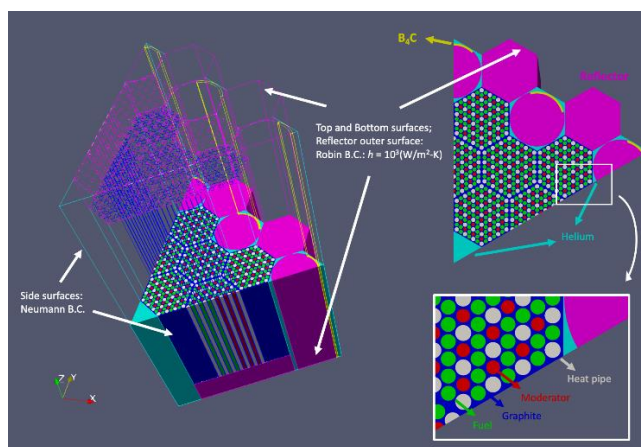 B₄C
Reflector
Top and Bottom surfaces;
Reflector outer surface:
Robin B.C.: h = 10³(W/m²-K)
Helium
Side surfaces:
Neumann B.C.
Heat pipe
Moderator
Graphite
Fuel
Z Y
X